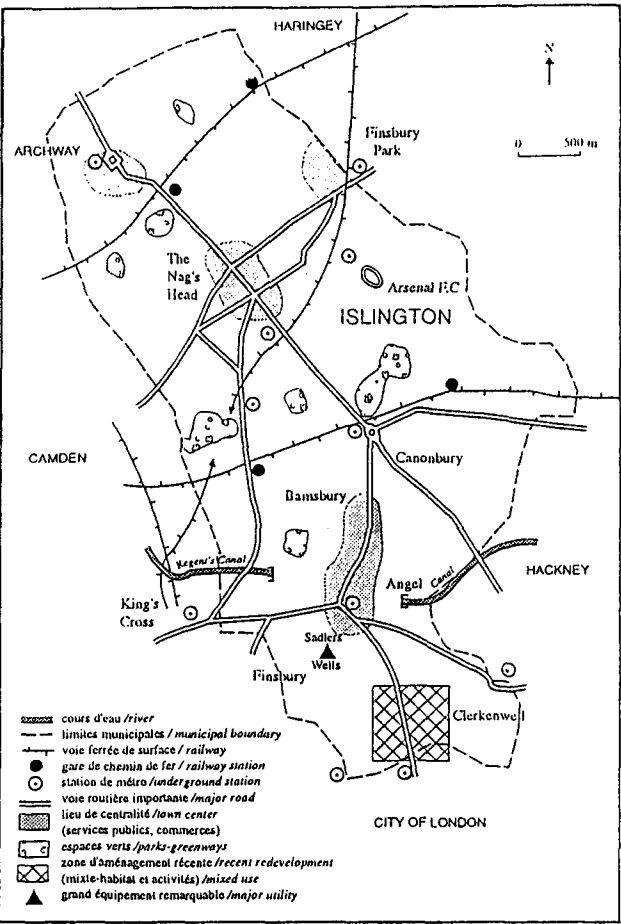 HARINGEY
N
ARCHWAY
Finsbury
Park
0 500 m
The
Nag's
Head
Arsenal F.C
ISLINGTON
CAMDEN
Canonbury
Barnsbury
Regent's Canal
Angel
Canal
HACKNEY
King's
Cross
Sadlers
Wells
Finsbury
Clerkenwell
CITY OF LONDON
cours d'eau /river
limites municipales / municipal boundary
voie ferrée de surface / railway
gare de chemin de fer / railway station
station de métro /underground station
voie routière importante /major road
lieu de centralité /town center
(services publics, commerces)
espaces verts /parks-greenways
zone d'aménagement récente /recent redevelopment
(mixte-habitat et activités) /mixed use
grand équipement remarquable /major utility